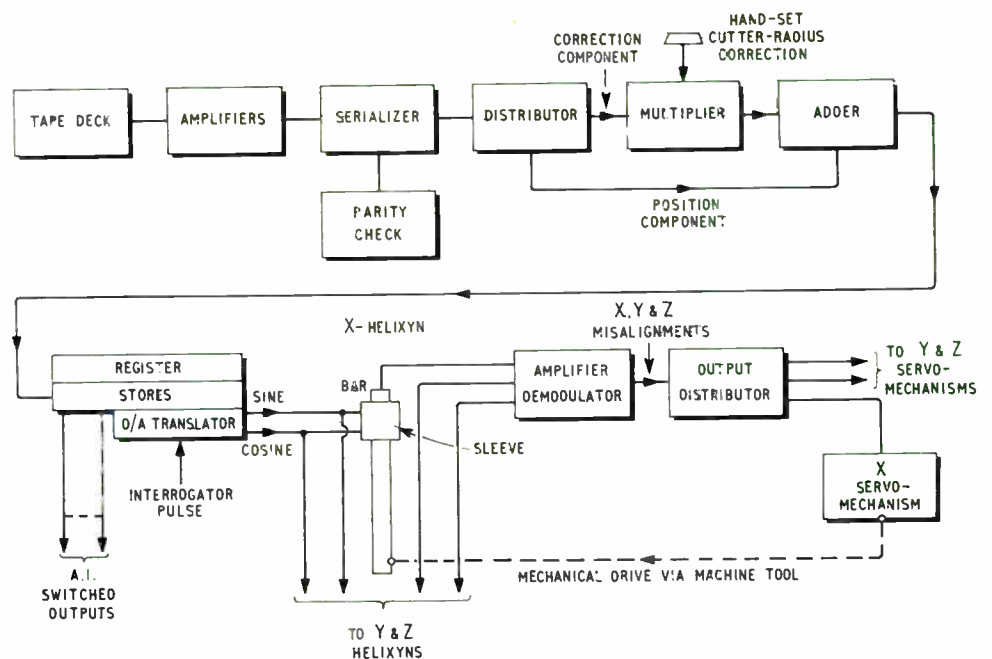 HAND-SET
CUTTER-RADIUS
CORRECTION
CORRECTION
COMPONENT
TAPE DECK
AMPLIFIERS
SERIALIZER
DISTRIBUTOR
MULTIPLIER
ADDER
PARITY
CHECK
POSITION
COMPONENT
X-HELIXYN
X, Y & Z
MISALIGNMENTS
REGISTER
STORES
D/A TRANSLATOR
SINE
COSINE
BAR
SLEEVE
AMPLIFIER
DEMODULATOR
OUTPUT
DISTRIBUTOR
TO Y & Z
SERVO-
MECHANISMS
INTERROGATOR
PULSE
X
SERVO-
MECHANISM
A.I.
SWITCHED
OUTPUTS
MECHANICAL DRIVE VIA MACHINE TOOL
TO Y & Z
HELIXYNS